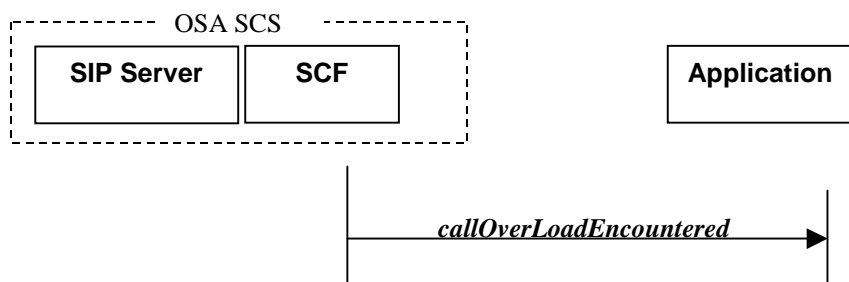 OSA SCS
SIP Server SCF Application
callOverLoadEncountered